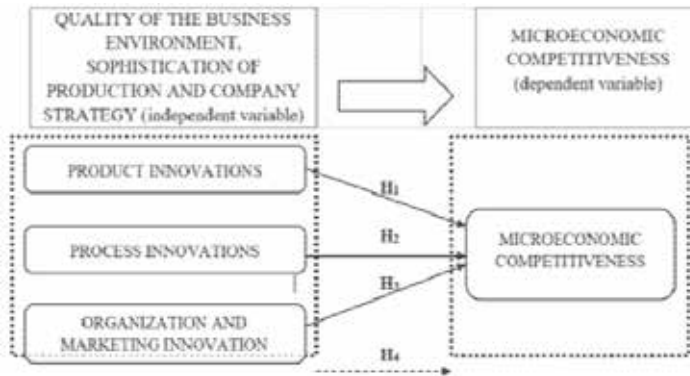 QUALITY OF THE BUSINESS
ENVIRONMENT,
SOPHISTICATION OF
PRODUCTION AND COMPANY
STRATEGY (independent variable)
MICROECONOMIC
COMPETITIVENESS
(dependent variable)
PRODUCT INNOVATIONS
H1
PROCESS INNOVATIONS
H2
MICROECONOMIC
COMPETITIVENESS
H3
ORGANIZATION AND
MARKETING INNOVATION
H4